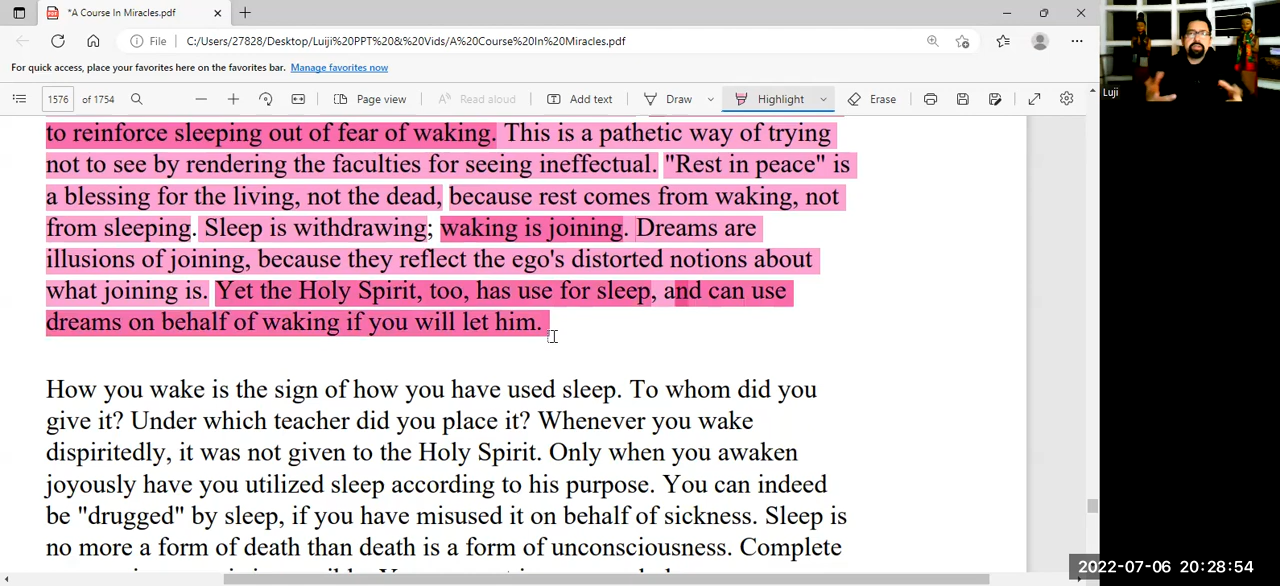 *A Course In Miracles.pdf
File C:/Users/27828/Desktop/Luiji%20PPT%20&%20Vids/A%20Course%20In%20Miracles.pdf
For quick access, place your favorites here on the favorites bar. Manage favorites now
1576 of 1754 Page view Read aloud Add text Draw Highlight Erase
Luji
to reinforce sleeping out of fear of waking. This is a pathetic way of trying
not to see by rendering the faculties for seeing ineffectual. "Rest in peace" is
a blessing for the living, not the dead, because rest comes from waking, not
from sleeping. Sleep is withdrawing; waking is joining. Dreams are
illusions of joining, because they reflect the ego's distorted notions about
what joining is. Yet the Holy Spirit, too, has use for sleep, and can use
dreams on behalf of waking if you will let him.
How you wake is the sign of how you have used sleep. To whom did you
give it? Under which teacher did you place it? Whenever you wake
dispiritedly, it was not given to the Holy Spirit. Only when you awaken
joyously have you utilized sleep according to his purpose. You can indeed
be "drugged" by sleep, if you have misused it on behalf of sickness. Sleep is
no more a form of death than death is a form of unconsciousness. Complete
2022-07-06 20:28:54